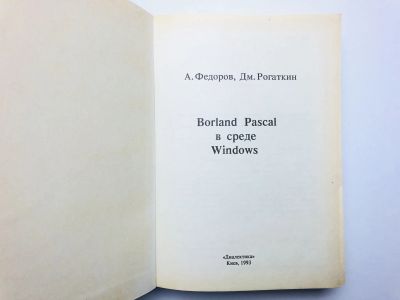 А. Федоров, Дм. Рогаткин
Borland Pascal
в среде
Windows
«Диалектика»
Киев, 1993